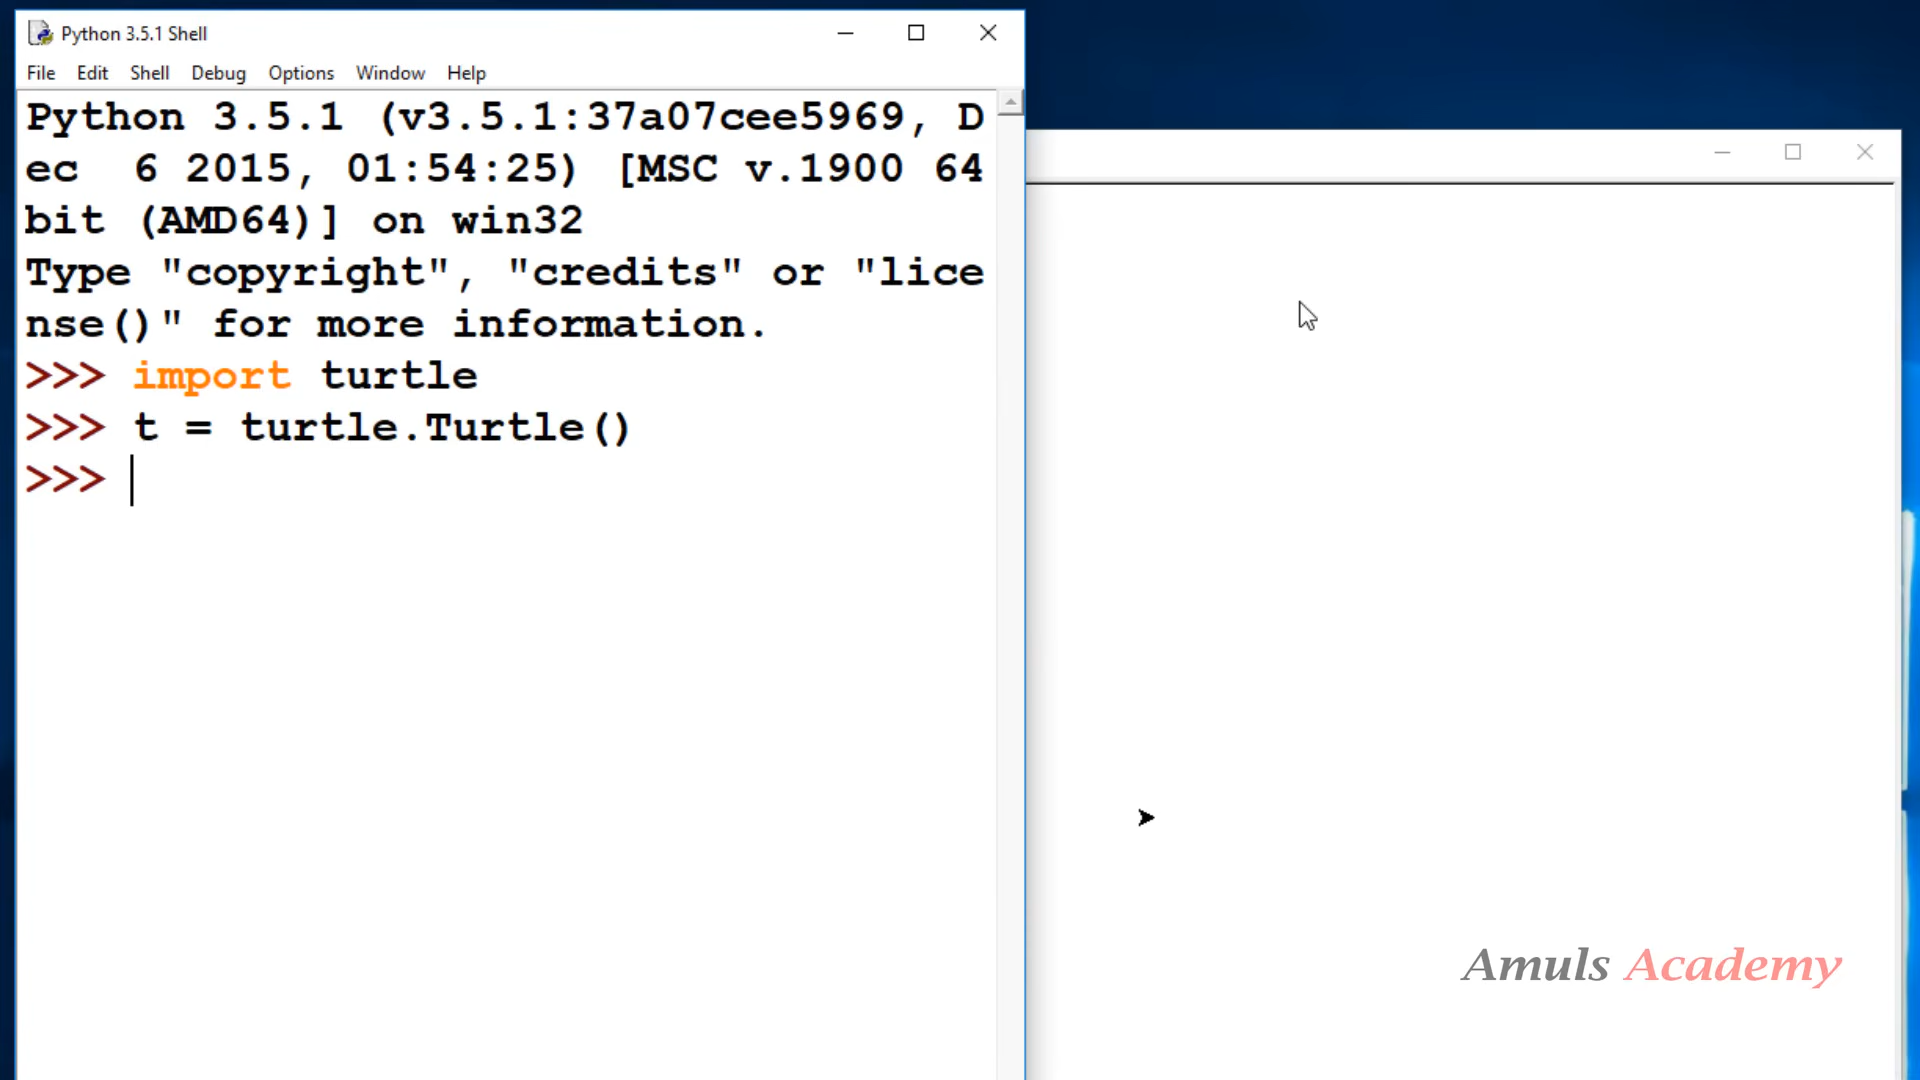 Python 3.5.1 Shell
File Edit Shell Debug Options Window Help
Python 3.5.1 (v3.5.1:37a07cee5969, D
ec  6 2015, 01:54:25) [MSC v.1900 64
bit (AMD64)] on win32
Type "copyright", "credits" or "lice
nse()" for more information.
>>> import turtle
>>> t = turtle.Turtle()
>>>
Amuls Academy